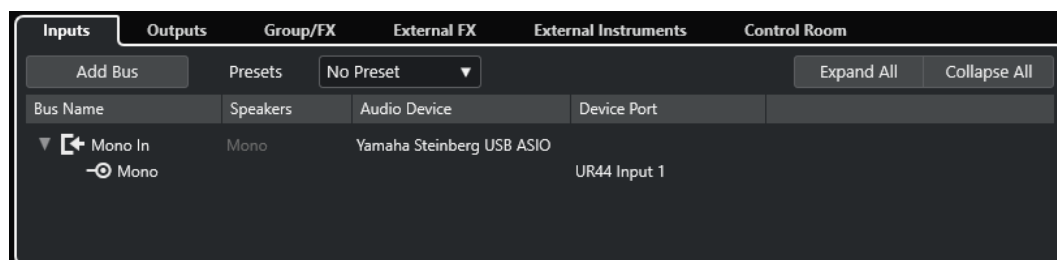 Inputs Outputs Group/FX External FX External Instruments Control Room
Add Bus Presets No Preset Expand All Collapse All
Bus Name Speakers Audio Device Device Port
Mono In Mono Yamaha Steinberg USB ASIO
Mono UR44 Input 1